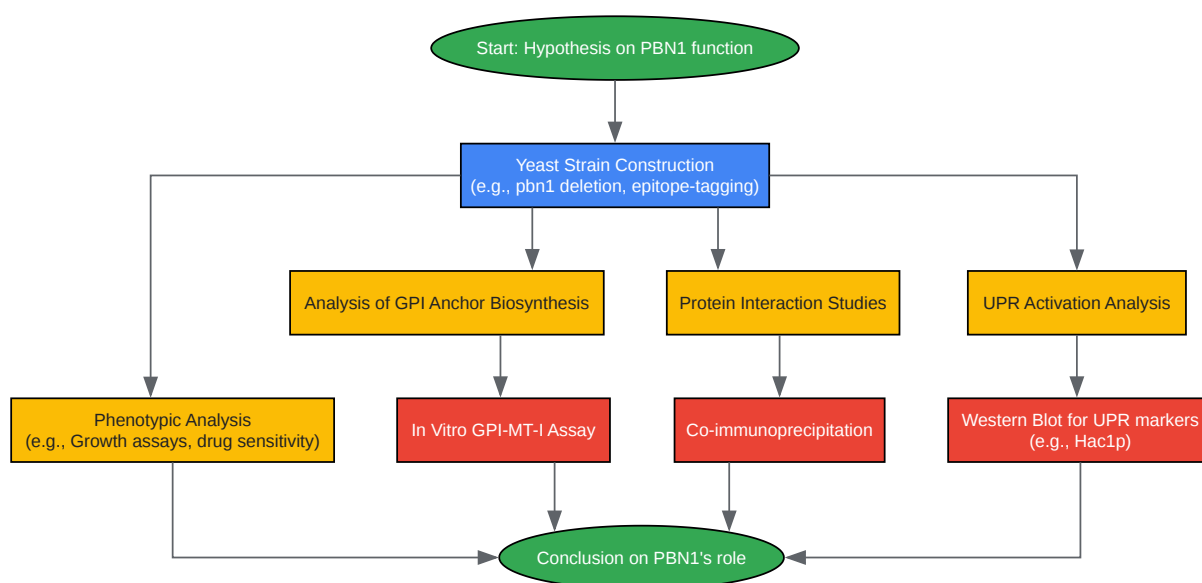 Start: Hypothesis on PBN1 function
Yeast Strain Construction
(e.g., pbn1 deletion, epitope-tagging)
Analysis of GPI Anchor Biosynthesis
Protein Interaction Studies
UPR Activation Analysis
Phenotypic Analysis
(e.g., Growth assays, drug sensitivity)
In Vitro GPI-MT-I Assay
Co-immunoprecipitation
Western Blot for UPR markers
(e.g., Hac1p)
Conclusion on PBN1's role